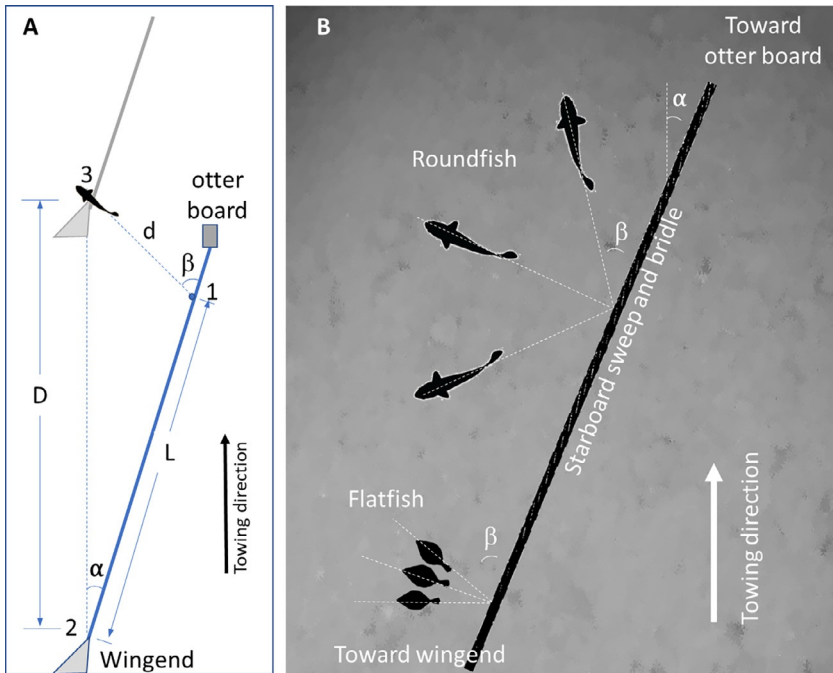 A
3
otter
board
d
β
1
D
L
Towing direction
α
2
Wingend
B
Toward
otter board
α
Roundfish
β
Starboard sweep and bridle
Flatfish
β
Towing direction
Toward wingend